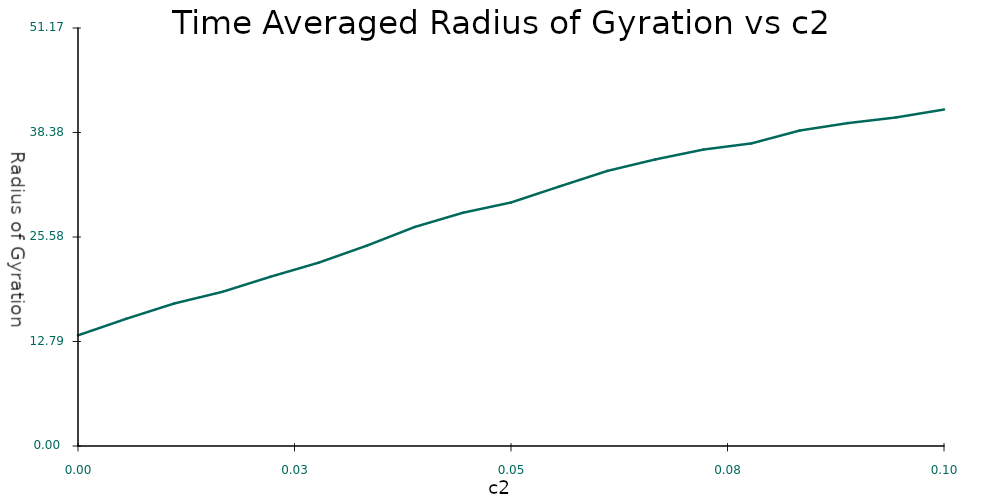 Time Averaged Radius of Gyration vs c2
51.17
38.38
25.58
12.79
0.00
Radius of Gyration
0.00 0.03 0.05 0.08 0.10
c2